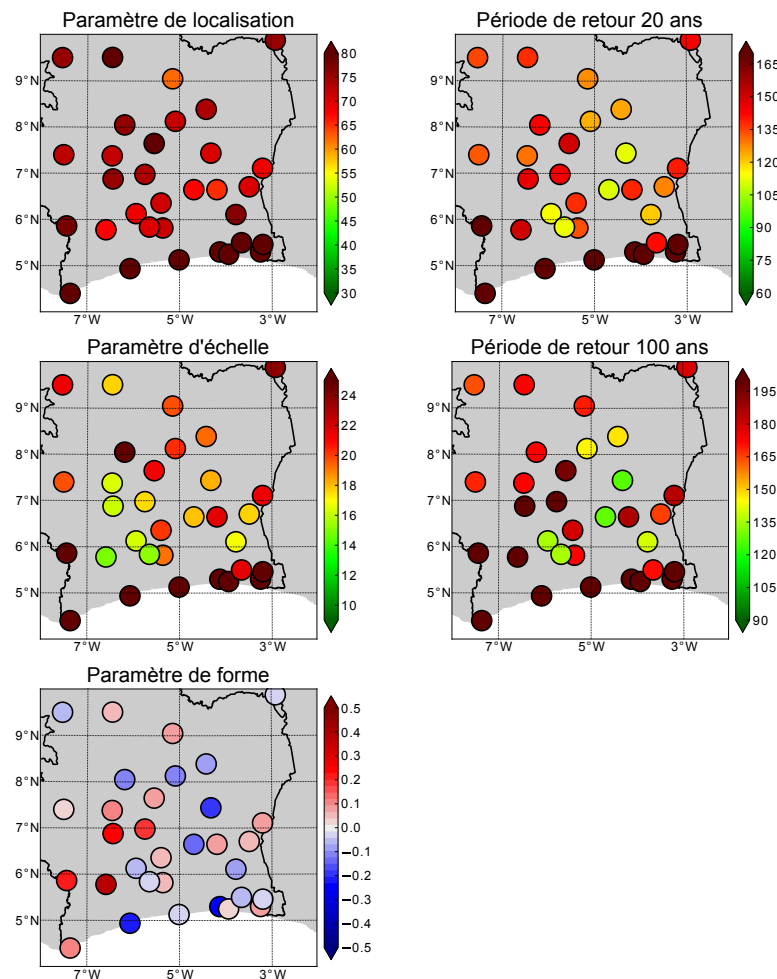 Paramètre de localisation
9°N
8°N
7°N
6°N
5°N
7°W
5°W
3°W
80
75
70
65
60
55
50
45
40
35
30
Période de retour 20 ans
9°N
8°N
7°N
6°N
5°N
7°W
5°W
3°W
165
150
135
120
105
90
75
60
Paramètre d'échelle
9°N
8°N
7°N
6°N
5°N
7°W
5°W
3°W
24
22
20
18
16
14
12
10
Période de retour 100 ans
9°N
8°N
7°N
6°N
5°N
7°W
5°W
3°W
195
180
165
150
135
120
105
90
Paramètre de forme
9°N
8°N
7°N
6°N
5°N
7°W
5°W
3°W
0.5
0.4
0.3
0.2
0.1
0.0
−0.1
−0.2
−0.3
−0.4
−0.5